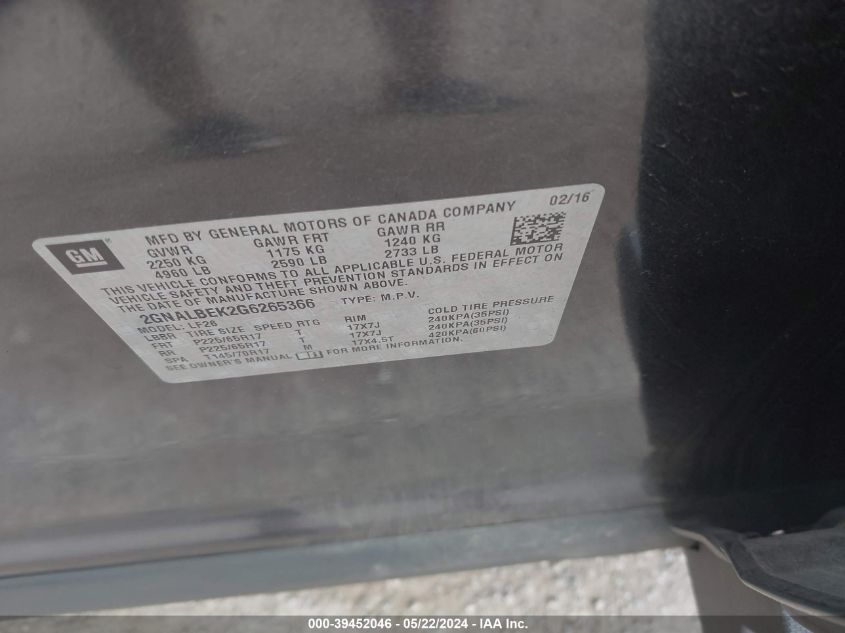 GM
MFD BY GENERAL MOTORS OF CANADA COMPANY 02/16
GVWR GAWR FRT GAWR RR
2250 KG 1175 KG 1240 KG
4960 LB 2590 LB 2733 LB
THIS VEHICLE CONFORMS TO ALL APPLICABLE U.S. FEDERAL MOTOR
VEHICLE SAFETY AND THEFT PREVENTION STANDARDS IN EFFECT ON
THE DATE OF MANUFACTURE SHOWN ABOVE.
2GNALBEK2G6265366 TYPE: M.P.V.
MODEL: LF26
LBBR TIRE SIZE SPEED RTG RIM COLD TIRE PRESSURE
FRT P225/65R17 T 17X7J 240KPA(35PSI)
RR P225/65R17 T 17X7J 240KPA(35PSI)
SPA T145/70R17 M 17X4.5T 420KPA(60PSI)
SEE OWNER'S MANUAL FOR MORE INFORMATION.
000-39452046 - 05/22/2024 - IAA Inc.